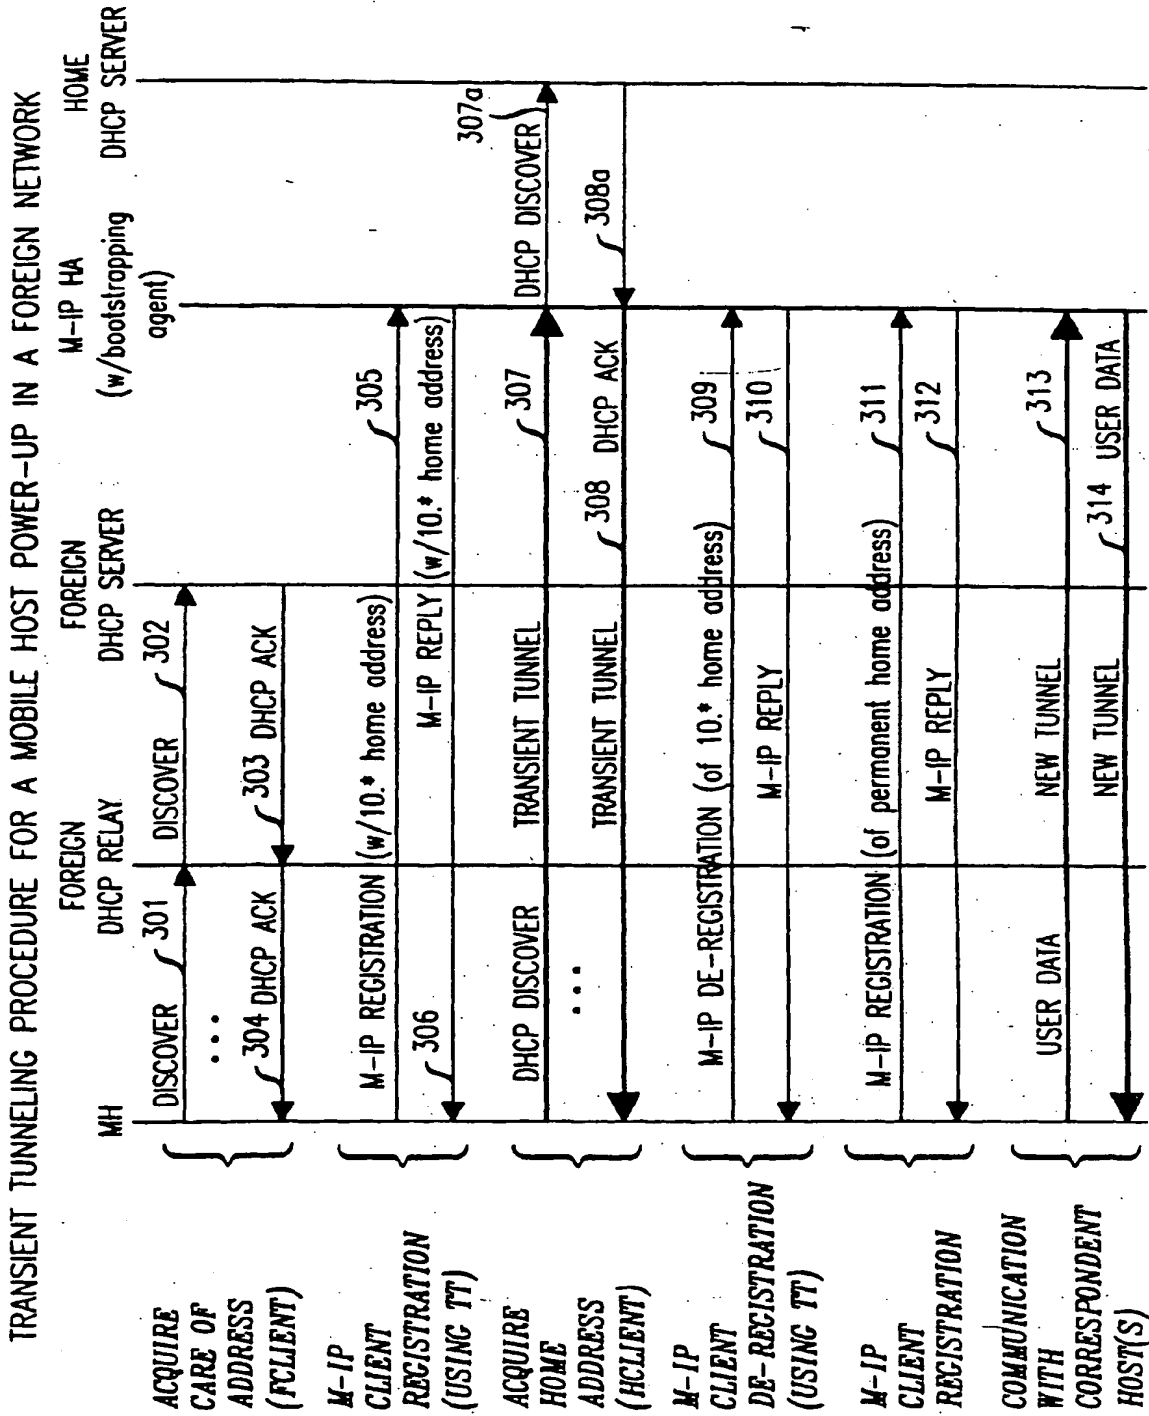 TRANSIENT TUNNELING PROCEDURE FOR A MOBILE HOST POWER-UP IN A FOREIGN NETWORK
MH
FOREIGN
DHCP RELAY
FOREIGN
DHCP SERVER
M-IP HA
(w/bootstrapping
agent)
HOME
DHCP SERVER
ACQUIRE
CARE OF
ADDRESS
(FCLIENT)
DISCOVER
301
DISCOVER
302
...
304 DHCP ACK
303 DHCP ACK
M-IP
CLIENT
REGISTRATION
(USING TT)
M-IP REGISTRATION (w/10.* home address)
305
306
M-IP REPLY (w/10.* home address)
ACQUIRE
HOME
ADDRESS
(HCLIENT)
DHCP DISCOVER
TRANSIENT TUNNEL
307
DHCP DISCOVER
307a
...
TRANSIENT TUNNEL
308 DHCP ACK
308a
M-IP
CLIENT
DE-REGISTRATION
(USING TT)
M-IP DE-REGISTRATION (of 10.* home address)
309
M-IP REPLY
310
M-IP
CLIENT
REGISTRATION
M-IP REGISTRATION (of permanent home address)
311
M-IP REPLY
312
COMMUNICATION
WITH
CORRESPONDENT
HOST(S)
USER DATA
NEW TUNNEL
313
NEW TUNNEL
314 USER DATA